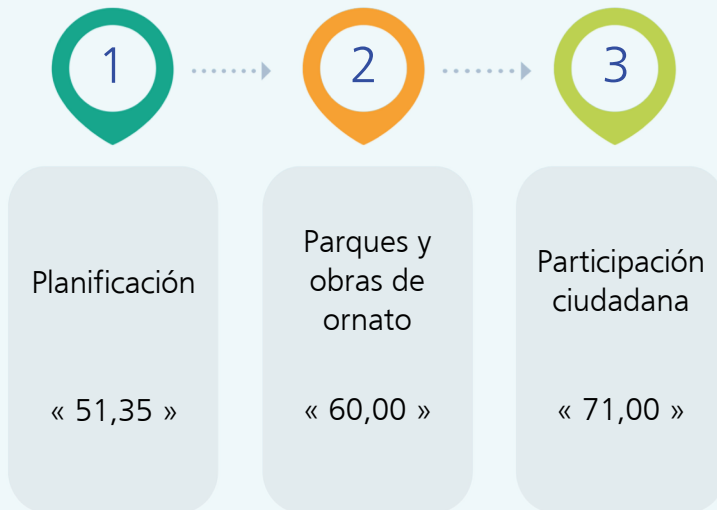 1
2
3
Planificación
« 51,35 »
Parques y
obras de
ornato
« 60,00 »
Participación
ciudadana
« 71,00 »